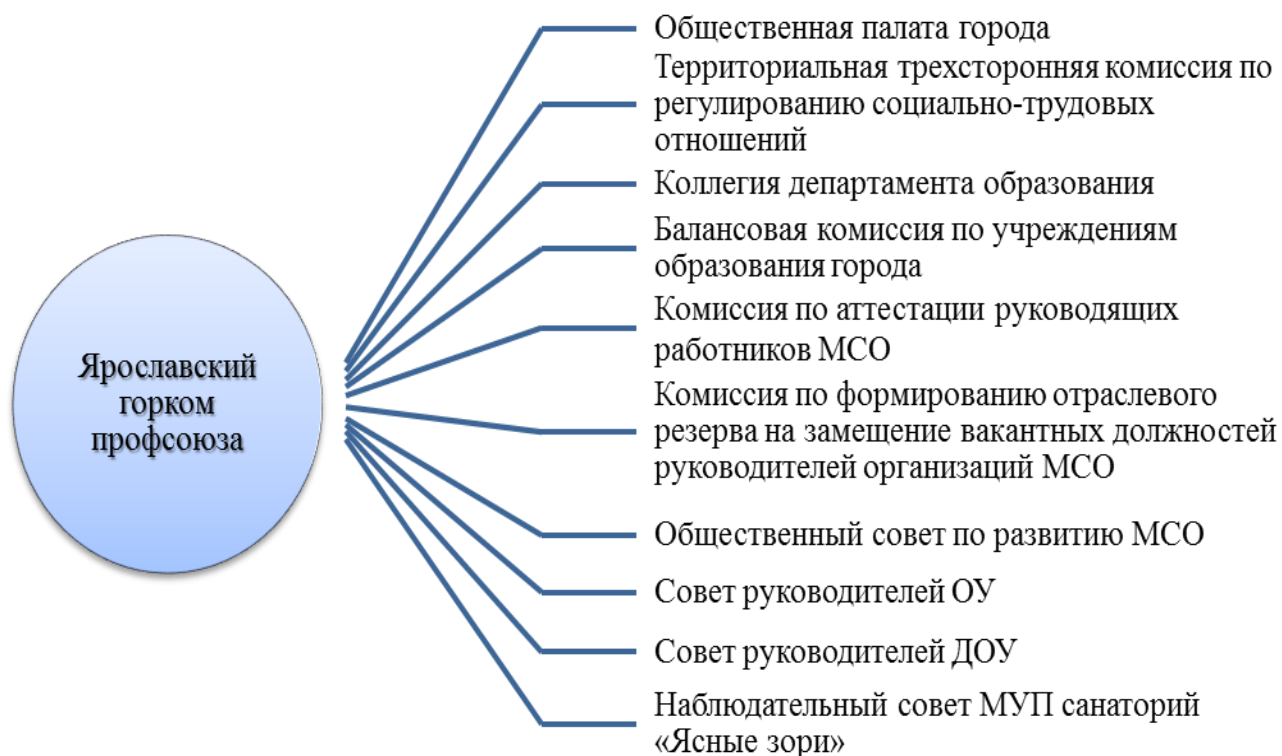 Ярославский
горком
профсоюза
Общественная палата города
Территориальная трехсторонняя комиссия по
регулированию социально-трудовых
отношений
Коллегия департамента образования
Балансовая комиссия по учреждениям
образования города
Комиссия по аттестации руководящих
работников МСО
Комиссия по формированию отраслевого
резерва на замещение вакантных должностей
руководителей организаций МСО
Общественный совет по развитию МСО
Совет руководителей ОУ
Совет руководителей ДОУ
Наблюдательный совет МУП санаторий
«Ясные зори»